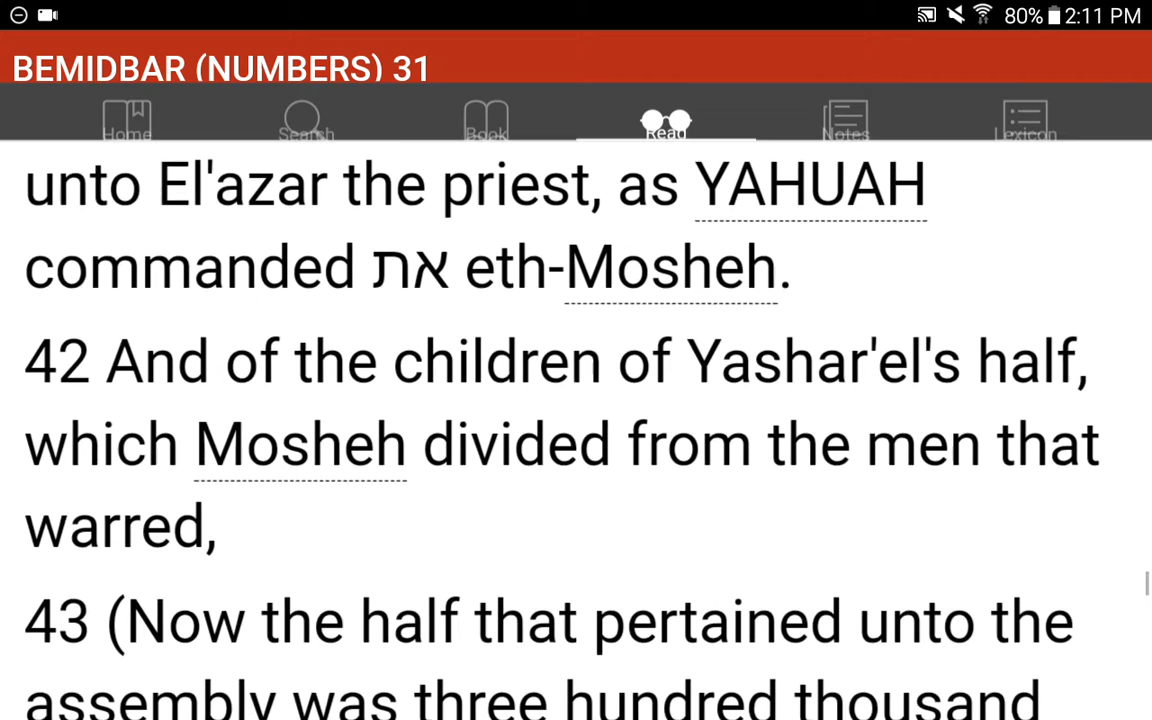 80% 2:11 PM
BEMIDBAR (NUMBERS) 31
Home Search Book Read Notes Lexicon
unto El'azar the priest, as YAHUAH
commanded את eth-Mosheh.
42 And of the children of Yashar'el's half,
which Mosheh divided from the men that
warred,
43 (Now the half that pertained unto the
assembly was three hundred thousand